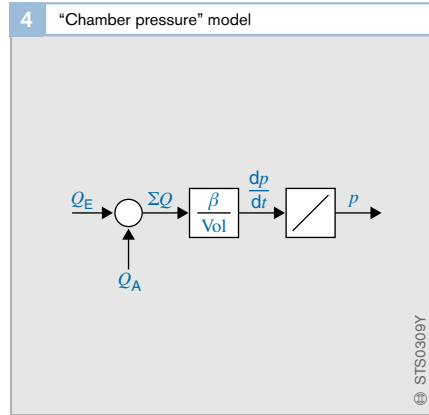 4 “Chamber pressure” model
Q_E ΣQ β/Vol dp/dt p
Q_A
© STS0309Y